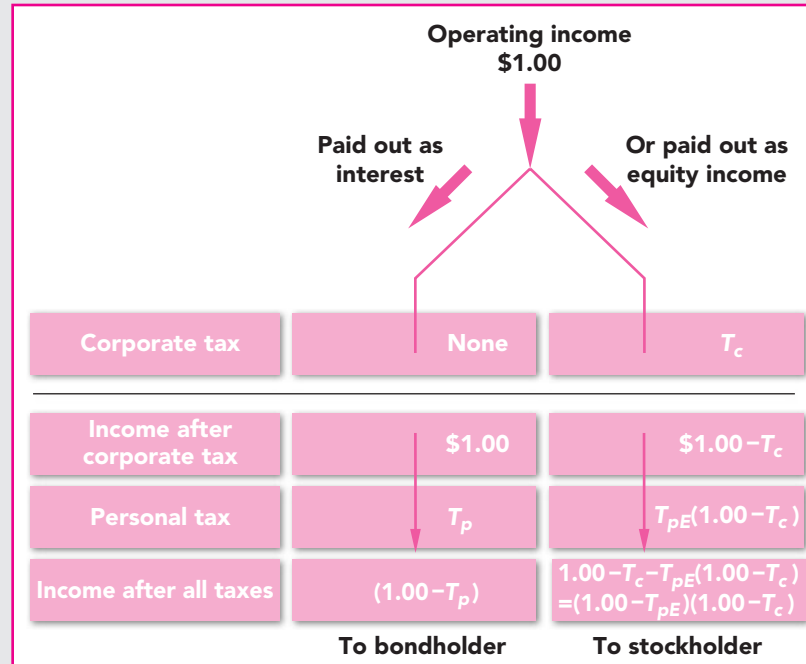 Operating income
$1.00
Paid out as
interest
Or paid out as
equity income
Corporate tax
None
T_c
Income after
corporate tax
$1.00
$1.00–T_c
Personal tax
T_p
T_pE(1.00–T_c)
Income after all taxes
(1.00–T_p)
1.00–T_c–T_pE(1.00–T_c)
=(1.00–T_pE)(1.00–T_c)
To bondholder
To stockholder